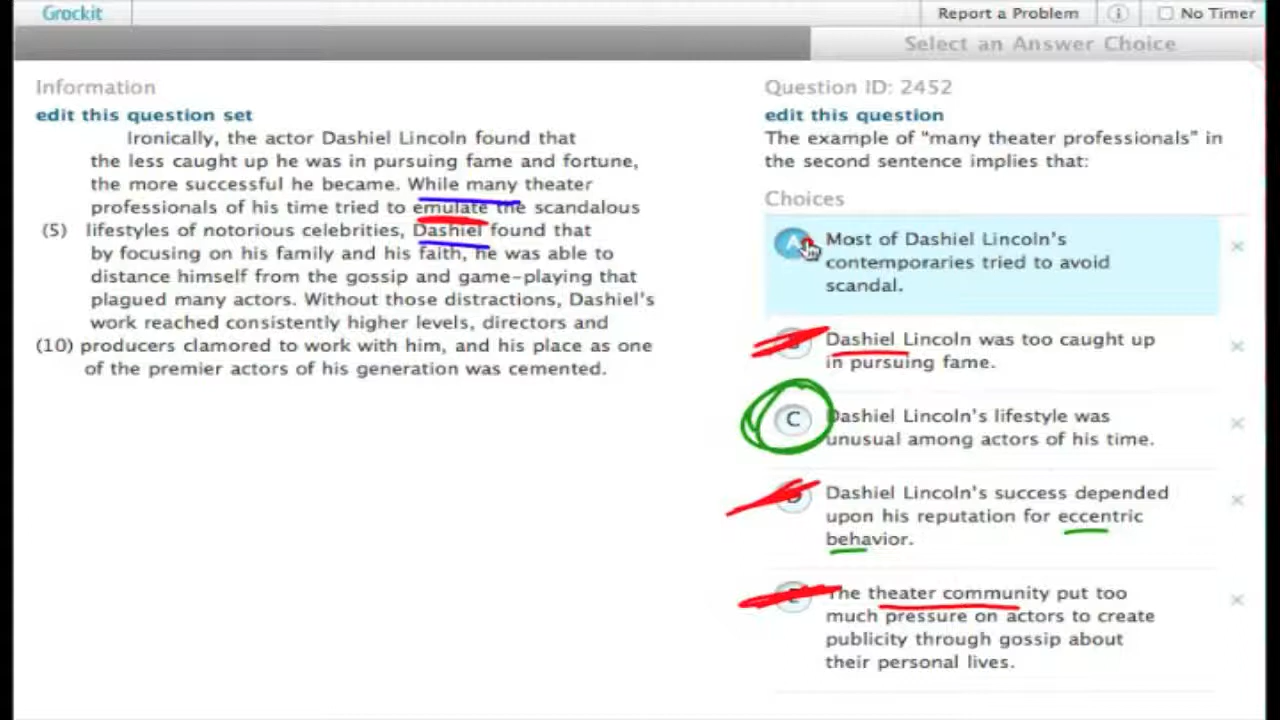 Grockit
Report a Problem
i
No Timer
Select an Answer Choice
Information
edit this question set
Ironically, the actor Dashiel Lincoln found that
the less caught up he was in pursuing fame and fortune,
the more successful he became. While many theater
professionals of his time tried to emulate the scandalous
(5) lifestyles of notorious celebrities, Dashiel found that
by focusing on his family and his faith, he was able to
distance himself from the gossip and game-playing that
plagued many actors. Without those distractions, Dashiel's
work reached consistently higher levels, directors and
(10) producers clamored to work with him, and his place as one
of the premier actors of his generation was cemented.
Question ID: 2452
edit this question
The example of "many theater professionals" in
the second sentence implies that:
Choices
A
Most of Dashiel Lincoln's
contemporaries tried to avoid
scandal.
Dashiel Lincoln was too caught up
in pursuing fame.
C
Dashiel Lincoln's lifestyle was
unusual among actors of his time.
D
Dashiel Lincoln's success depended
upon his reputation for eccentric
behavior.
E
The theater community put too
much pressure on actors to create
publicity through gossip about
their personal lives.